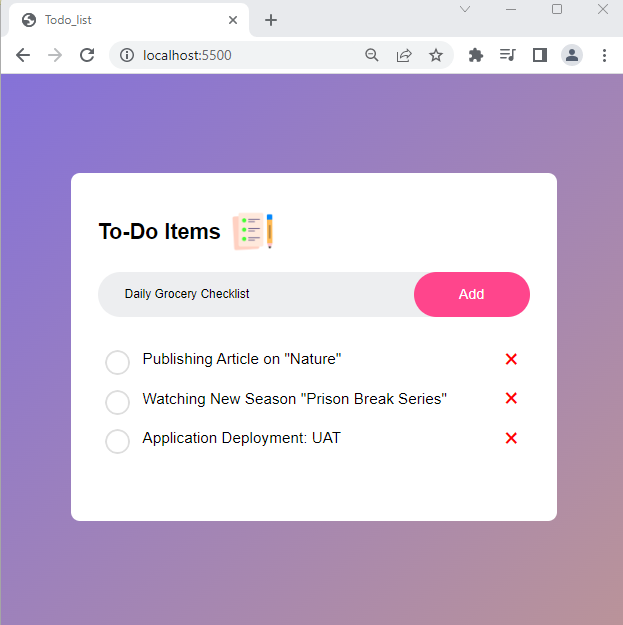 Todo_list
localhost:5500
To-Do Items
Daily Grocery Checklist
Add
Publishing Article on "Nature"
Watching New Season "Prison Break Series"
Application Deployment: UAT